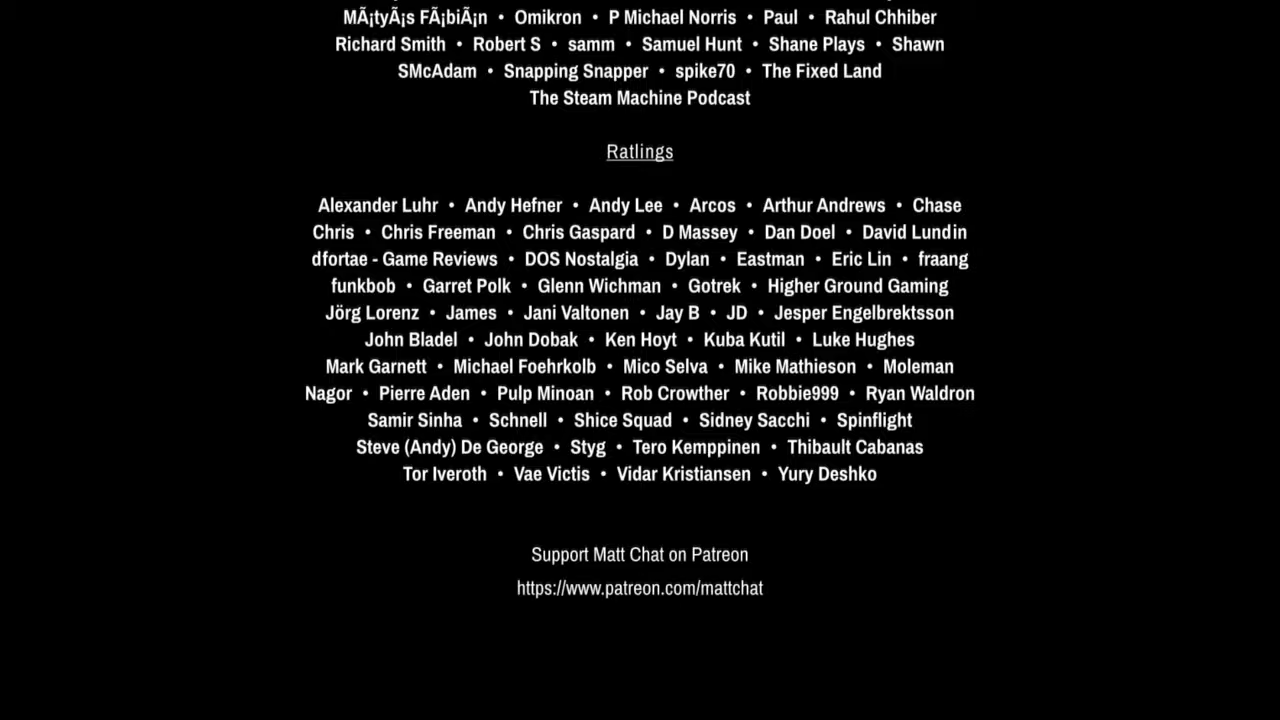 MÃ¡tyÃ¡s FÃ¡biÃ¡n • Omikron • P Michael Norris • Paul • Rahul Chhiber
Richard Smith • Robert S • samm • Samuel Hunt • Shane Plays • Shawn
SMcAdam • Snapping Snapper • spike70 • The Fixed Land
The Steam Machine Podcast
Ratlings
Alexander Luhr • Andy Hefner • Andy Lee • Arcos • Arthur Andrews • Chase
Chris • Chris Freeman • Chris Gaspard • D Massey • Dan Doel • David Lundin
dfortae - Game Reviews • DOS Nostalgia • Dylan • Eastman • Eric Lin • fraang
funkbob • Garret Polk • Glenn Wichman • Gotrek • Higher Ground Gaming
Jörg Lorenz • James • Jani Valtonen • Jay B • JD • Jesper Engelbrektsson
John Bladel • John Dobak • Ken Hoyt • Kuba Kutil • Luke Hughes
Mark Garnett • Michael Foehrkolb • Mico Selva • Mike Mathieson • Moleman
Nagor • Pierre Aden • Pulp Minoan • Rob Crowther • Robbie999 • Ryan Waldron
Samir Sinha • Schnell • Shice Squad • Sidney Sacchi • Spinflight
Steve (Andy) De George • Styg • Tero Kemppinen • Thibault Cabanas
Tor Iveroth • Vae Victis • Vidar Kristiansen • Yury Deshko
Support Matt Chat on Patreon
https://www.patreon.com/mattchat